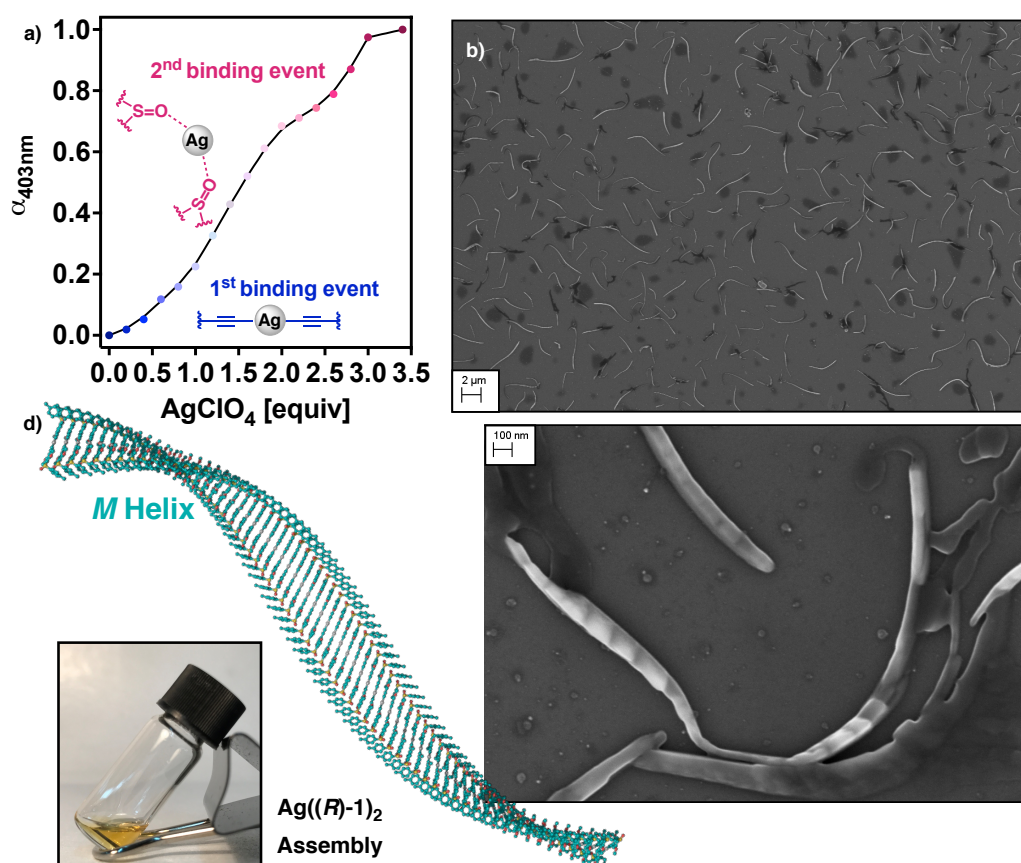 a)
α403nm
1.0
0.8
0.6
0.4
0.2
0.0
2nd binding event
S=O
Ag
S=O
1st binding event
Ag
0.0 0.5 1.0 1.5 2.0 2.5 3.0 3.5
AgClO4 [equiv]
b)
2 µm
d)
M Helix
100 nm
Ag((R)-1)2
Assembly